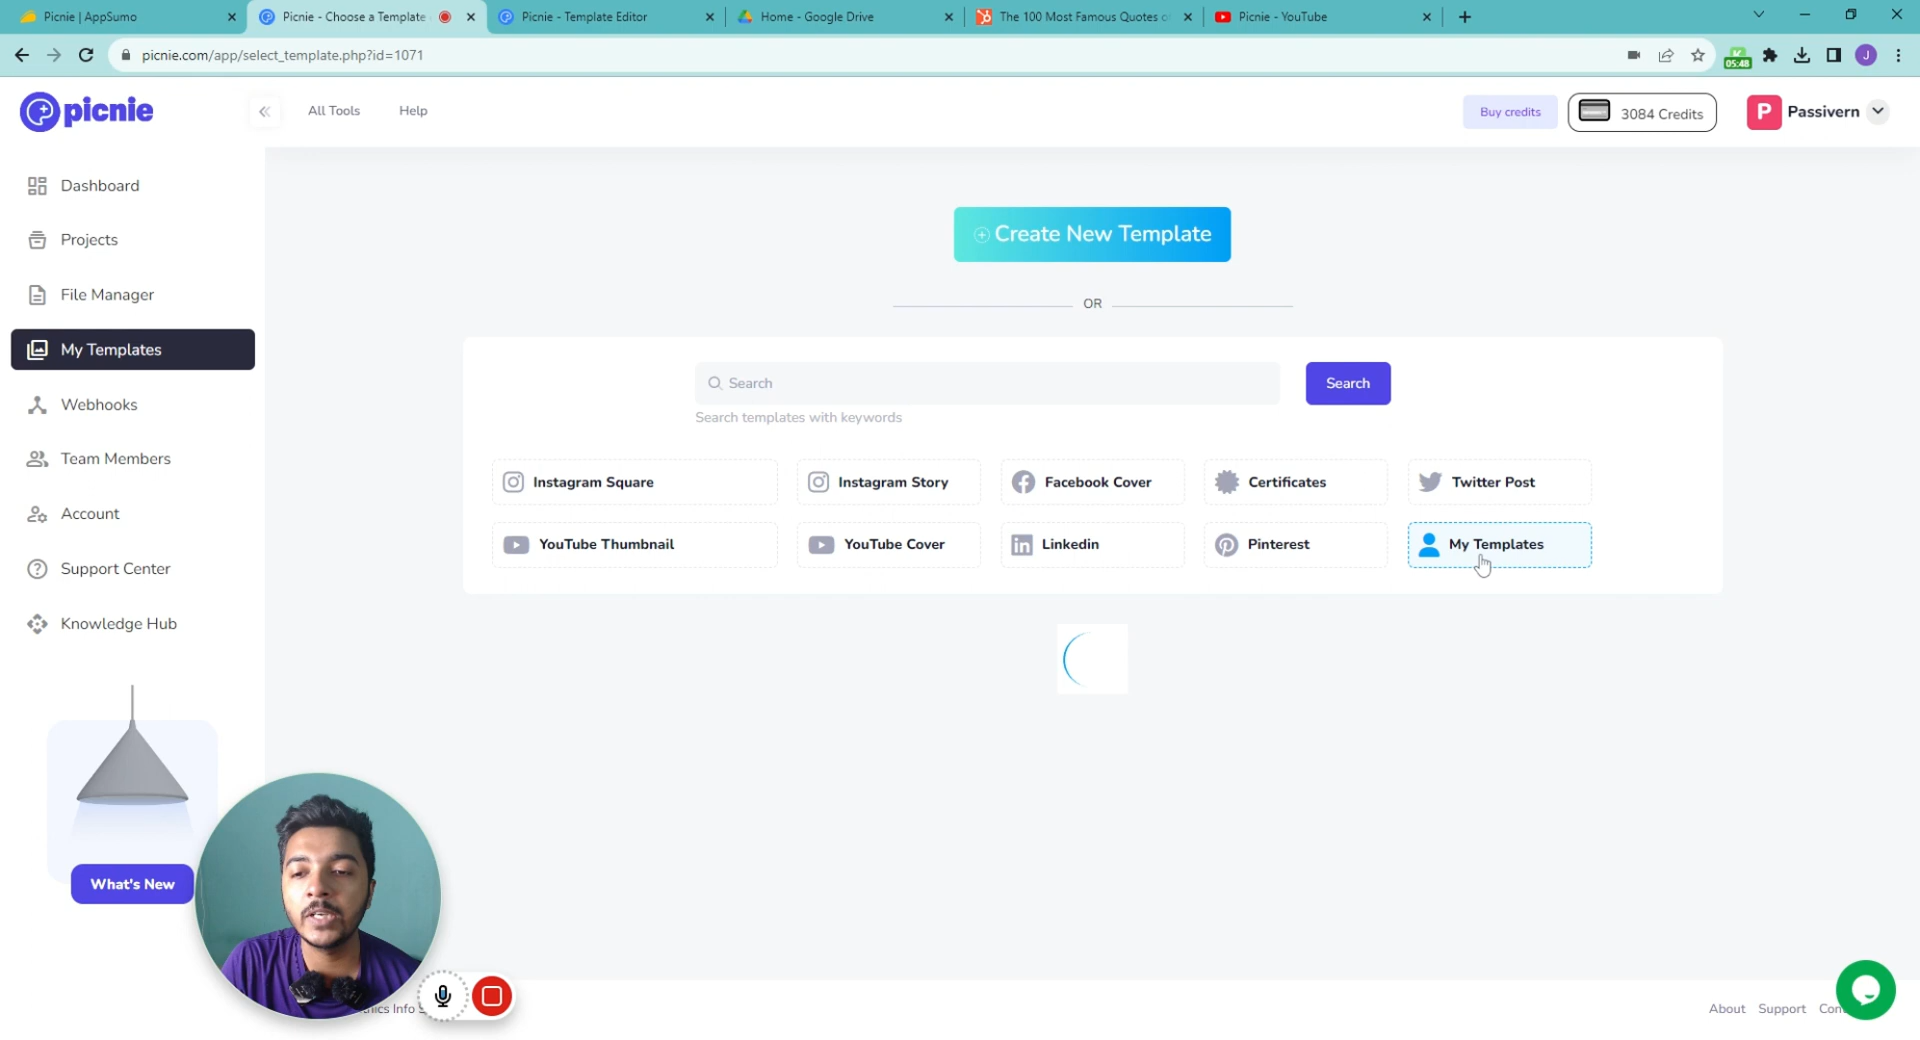 Picnie | AppSumo
Picnie - Choose a Template
Picnie - Template Editor
Home - Google Drive
The 100 Most Famous Quotes o
Picnie - YouTube
picnie.com/app/select_template.php?id=1071
05:48
J
picnie
All Tools
Help
Buy credits
3084 Credits
P
Passivern
Dashboard
Projects
File Manager
My Templates
Webhooks
Team Members
Account
Support Center
Knowledge Hub
What's New
Create New Template
OR
Search
Search
Search templates with keywords
Instagram Square
Instagram Story
Facebook Cover
Certificates
Twitter Post
YouTube Thumbnail
YouTube Cover
Linkedin
Pinterest
My Templates
Info
About
Support